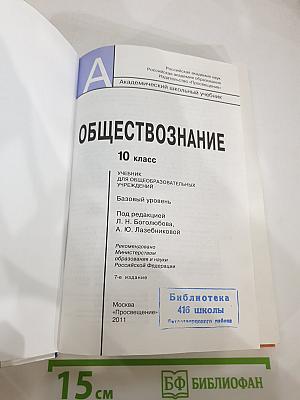 А
Российская академия наук
Российская академия образования
Издательство «Просвещение»
Академический школьный учебник
ОБЩЕСТВОЗНАНИЕ
10 класс
УЧЕБНИК
ДЛЯ ОБЩЕОБРАЗОВАТЕЛЬНЫХ
УЧРЕЖДЕНИЙ
Базовый уровень
Под редакцией
Л. Н. Боголюбова,
А. Ю. Лазебниковой
Рекомендовано
Министерством
образования и науки
Российской Федерации
7-е издание
Москва
«Просвещение»
2011
Библиотека
416 школы
района
15 см
БФ БИБЛИОФАН